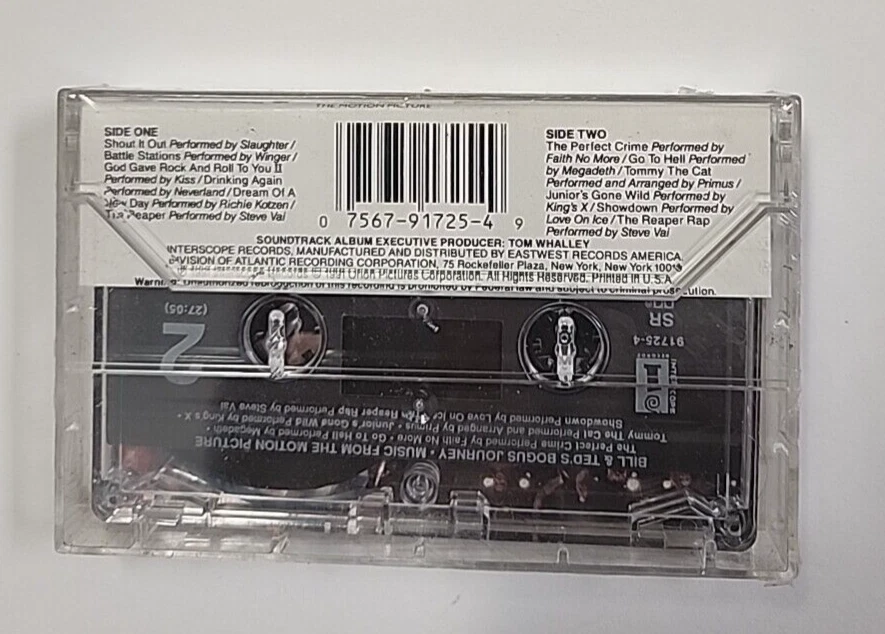 THE MOTION PICTURE
SIDE ONE
Shout It Out Performed by Slaughter /
Battle Stations Performed by Winger /
God Gave Rock And Roll To You II
Performed by Kiss / Drinking Again
Performed by Neverland / Dream Of A
New Day Performed by Richie Kotzen /
The Reaper Performed by Steve Vai
0 7567-91725-4 9
SIDE TWO
The Perfect Crime Performed by
Faith No More / Go To Hell Performed
by Megadeth / Tommy The Cat
Performed and Arranged by Primus /
Junior's Gone Wild Performed by
King's X / Showdown Performed by
Love On Ice / The Reaper Rap
Performed by Steve Vai
SOUNDTRACK ALBUM EXECUTIVE PRODUCER: TOM WHALLEY
INTERSCOPE RECORDS, MANUFACTURED AND DISTRIBUTED BY EASTWEST RECORDS AMERICA,
DIVISION OF ATLANTIC RECORDING CORPORATION, 75 Rockefeller Plaza, New York, New York 10019
Records © 1991 Orion Pictures Corporation. All Rights Reserved. Printed in U.S.A.
Warning: Unauthorized reproduction of this recording is prohibited by Federal law and subject to criminal prosecution.
BILL & TED'S BOGUS JOURNEY • MUSIC FROM THE MOTION PICTURE
The Perfect Crime Performed by Faith No More • Go To Hell Performed by Megadeth •
Tommy The Cat Performed and Arranged by Primus • Junior's Gone Wild Performed by King's X •
Showdown Performed by Love On Ice Reaper Rap Performed by Steve Vai
INTERSCOPE
RECORDS
91725-4
SR
2
(27:05)